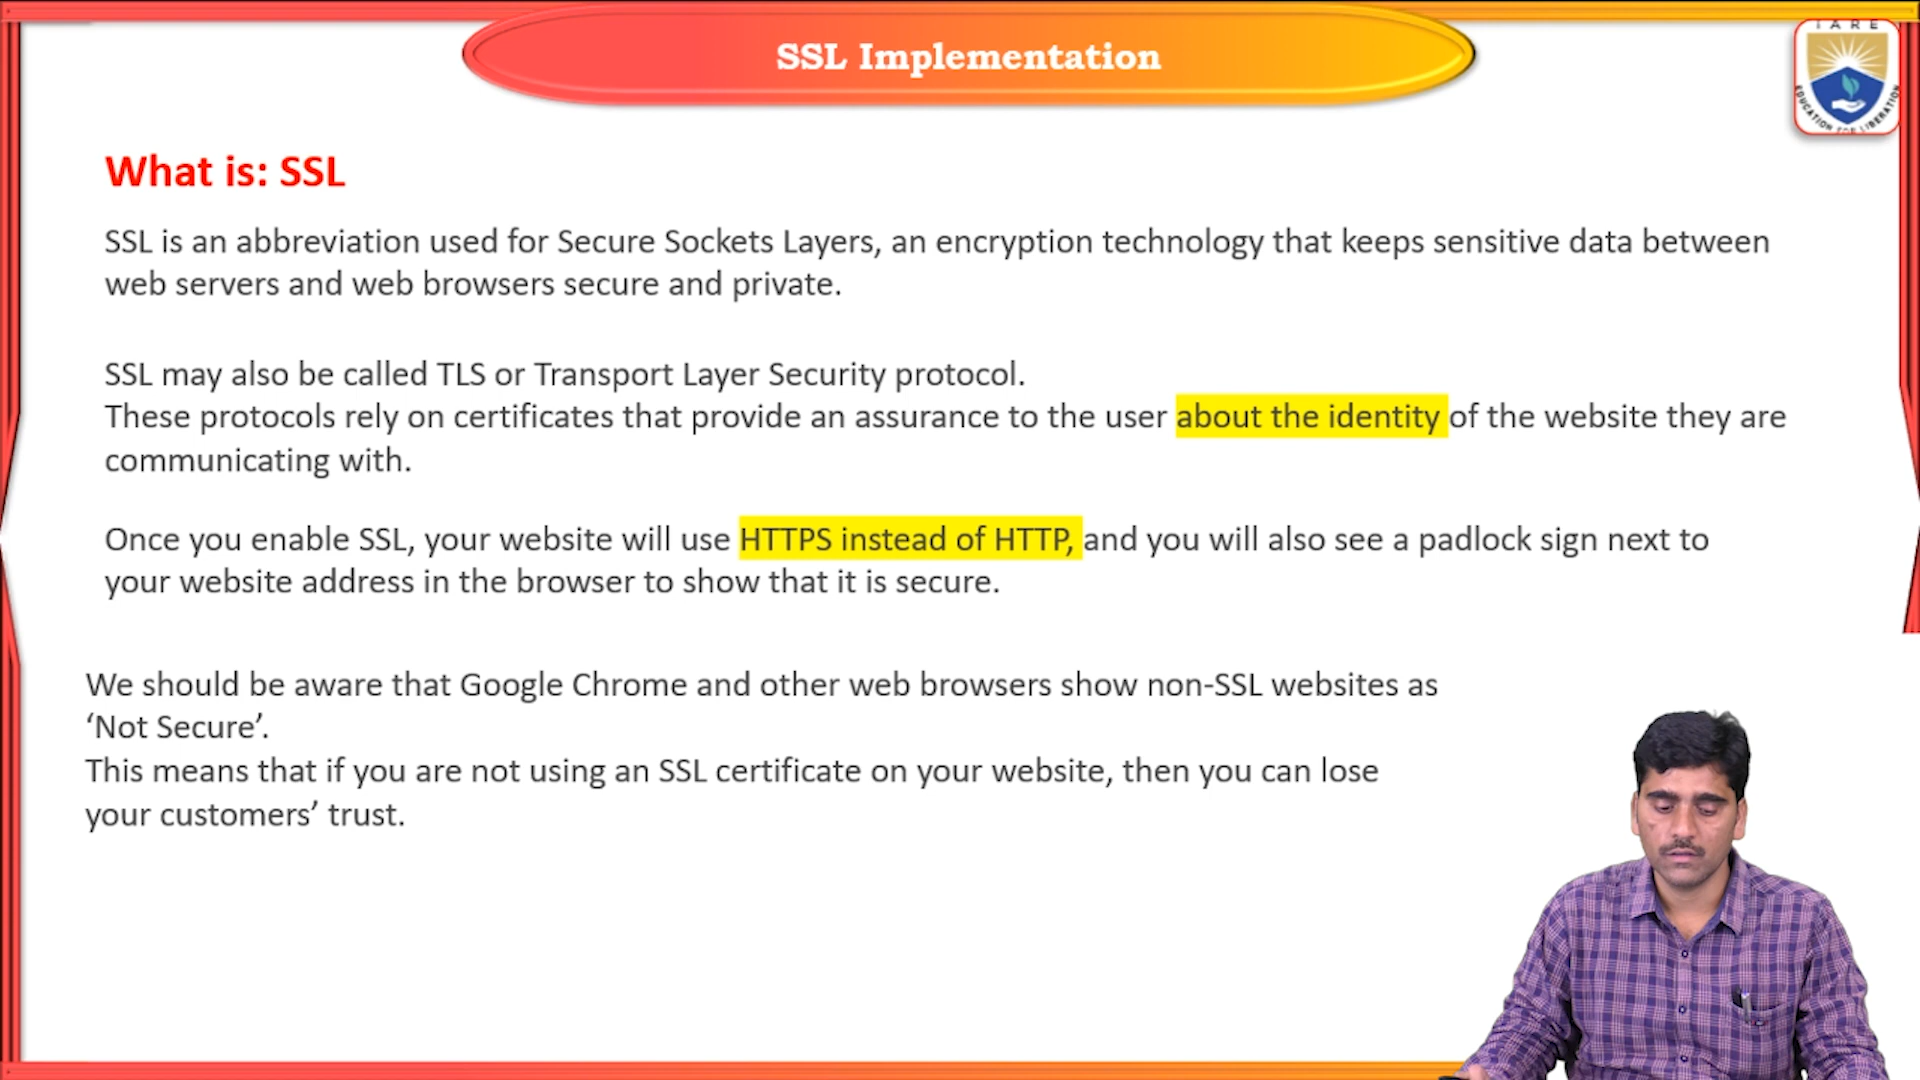 SSL Implementation
IARE
EDUCATION FOR LIBERATION
What is: SSL
SSL is an abbreviation used for Secure Sockets Layers, an encryption technology that keeps sensitive data between
web servers and web browsers secure and private.
SSL may also be called TLS or Transport Layer Security protocol.
These protocols rely on certificates that provide an assurance to the user about the identity of the website they are
communicating with.
Once you enable SSL, your website will use HTTPS instead of HTTP, and you will also see a padlock sign next to
your website address in the browser to show that it is secure.
We should be aware that Google Chrome and other web browsers show non-SSL websites as
‘Not Secure’.
This means that if you are not using an SSL certificate on your website, then you can lose
your customers’ trust.